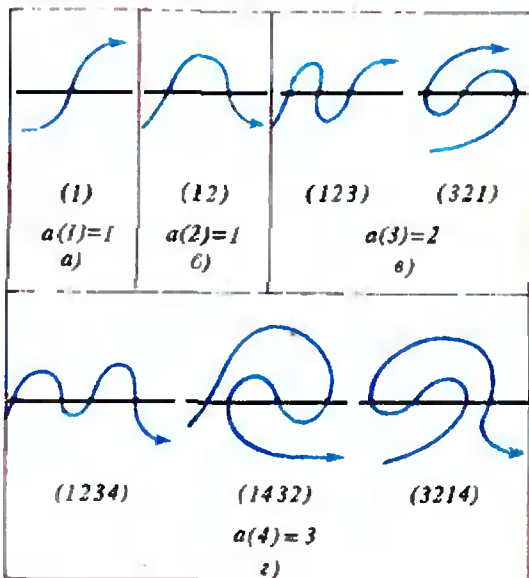 (1)
a(1)=1
а)
(12)
a(2)=1
б)
(123) (321)
a(3)=2
в)
(1234) (1432) (3214)
a(4)=3
г)